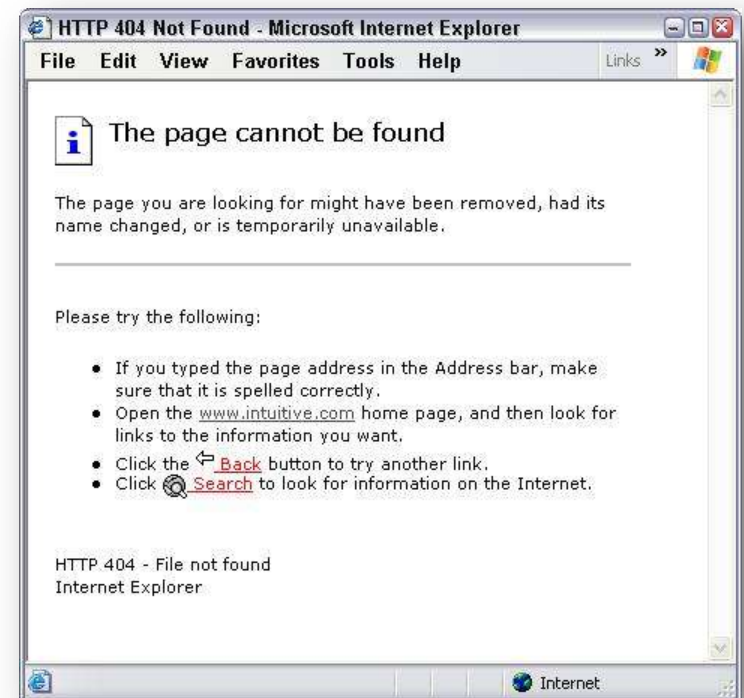 HTTP 404 Not Found - Microsoft Internet Explorer
File Edit View Favorites Tools Help Links »
The page cannot be found
The page you are looking for might have been removed, had its
name changed, or is temporarily unavailable.
Please try the following:
• If you typed the page address in the Address bar, make
sure that it is spelled correctly.
• Open the www.intuitive.com home page, and then look for
links to the information you want.
• Click the Back button to try another link.
• Click Search to look for information on the Internet.
HTTP 404 - File not found
Internet Explorer
Internet